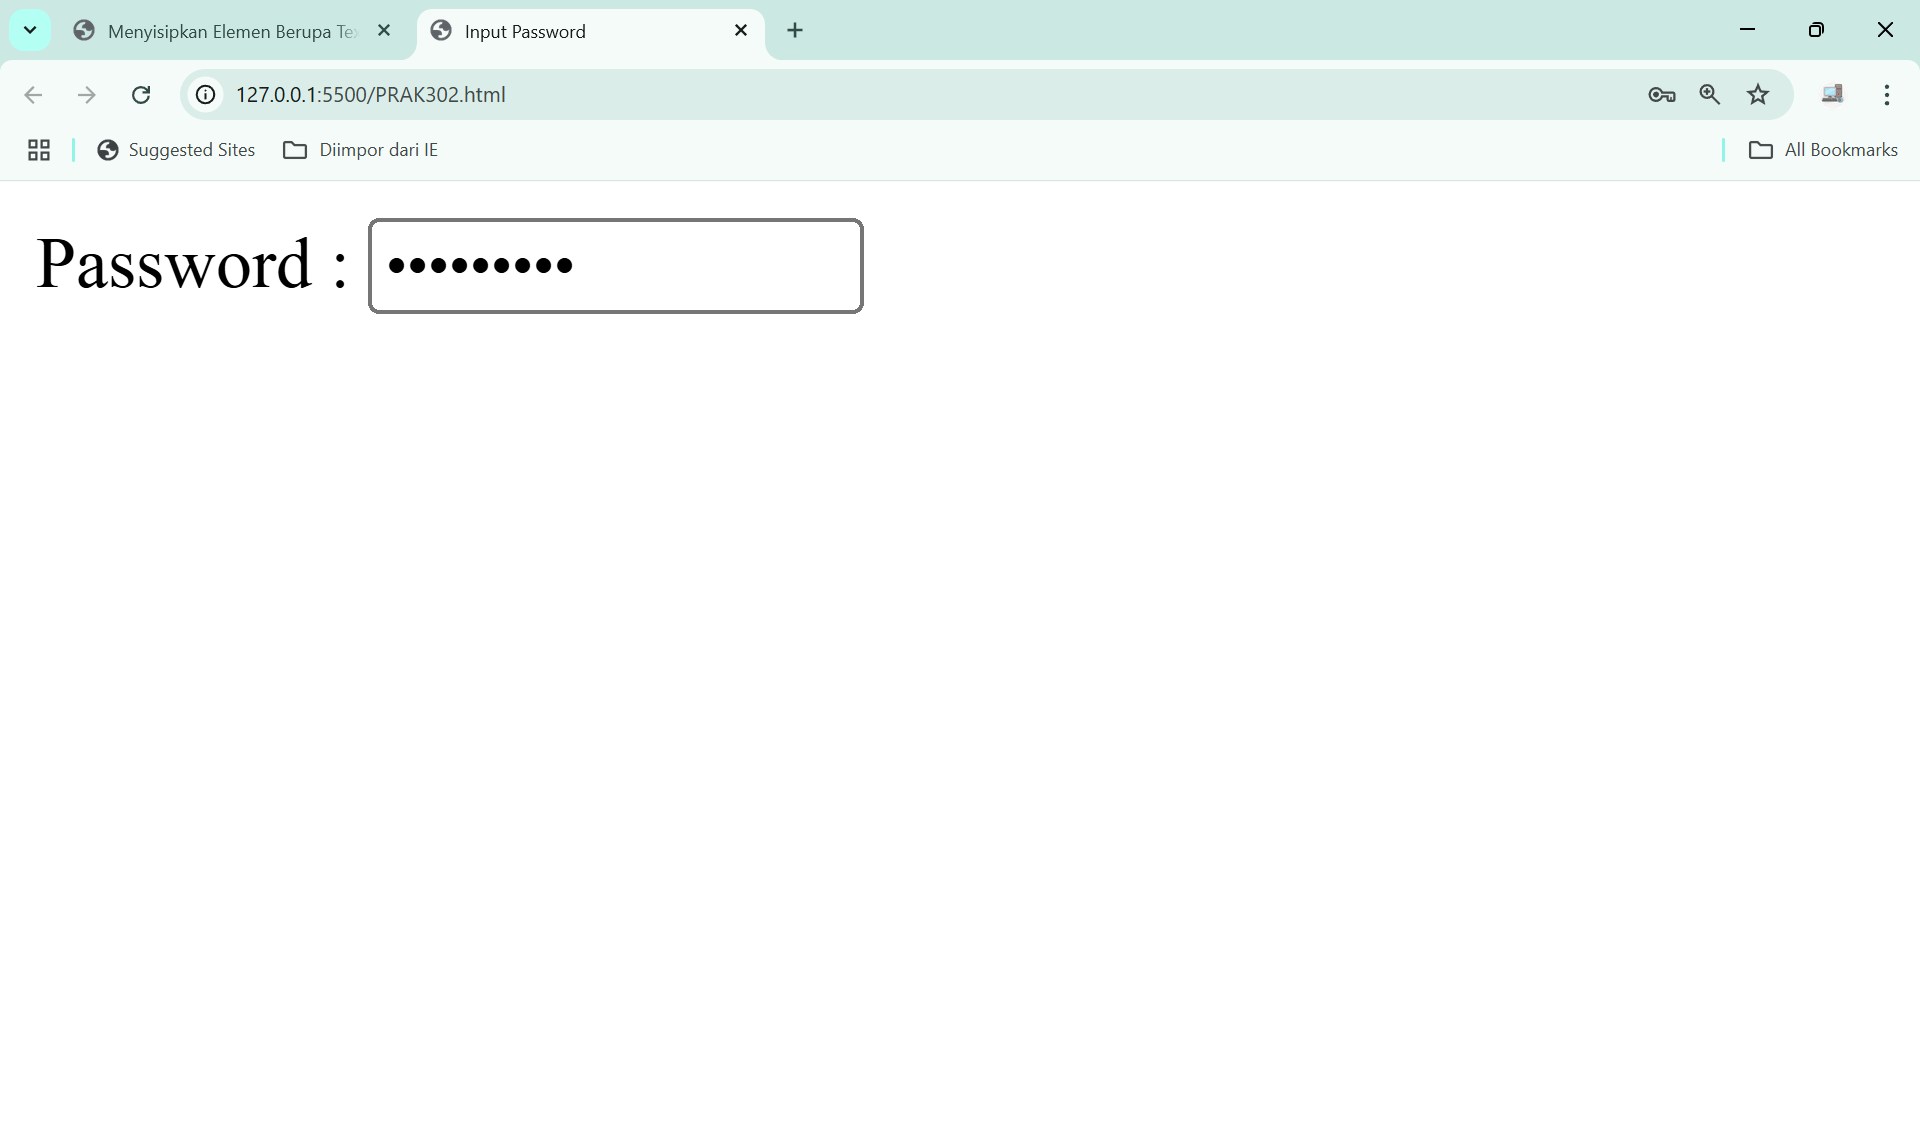 Menyisipkan Elemen Berupa Te
Input Password
127.0.0.1:5500/PRAK302.html
Suggested Sites
Diimpor dari IE
All Bookmarks
Password : •••••••••